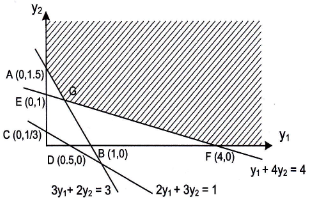 y₂
A (0,1.5)
E (0,1)
G
C (0,1/3)
y₁
D (0.5,0)
B (1,0)
F (4,0)
y₁ + 4y₂ = 4
3y₁ + 2y₂ = 3
2y₁ + 3y₂ = 1